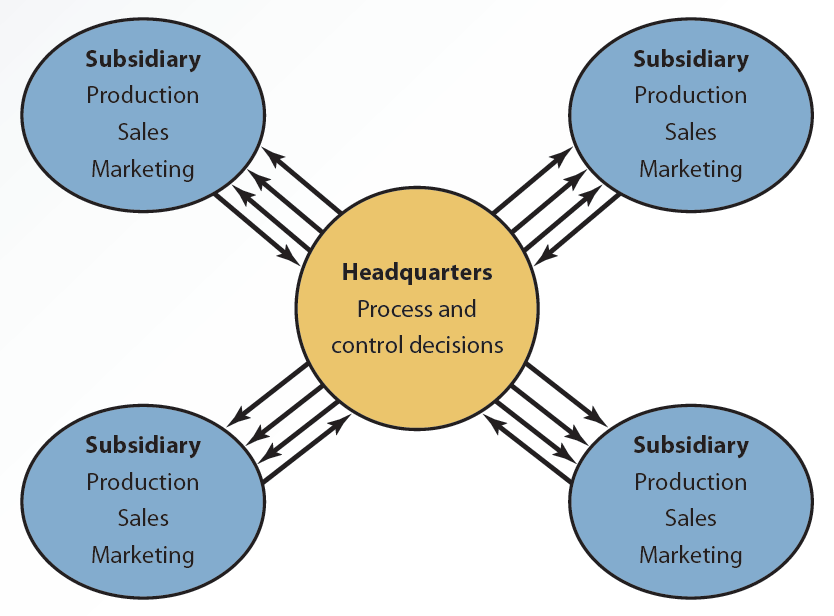 Subsidiary
Production
Sales
Marketing
Subsidiary
Production
Sales
Marketing
Headquarters
Process and
control decisions
Subsidiary
Production
Sales
Marketing
Subsidiary
Production
Sales
Marketing